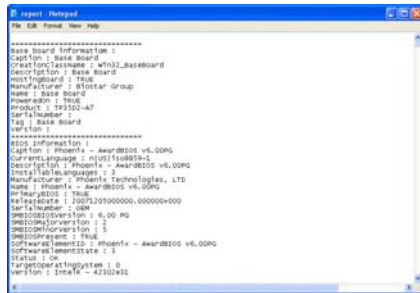 report - Notepad
File Edit Format View Help
==============================
Base Board information :
Caption : Base Board
CreationClassName : Win32_BaseBoard
Description : Base Board
HostingBoard : TRUE
Manufacturer : Biostar Group
Name : Base Board
PoweredOn : TRUE
Product : TP35D2-A7
SerialNumber :
Tag : Base Board
Version :
==============================
BIOS Information :
Caption : Phoenix - AwardBIOS v6.00PG
CurrentLanguage : n|US|iso8859-1
Description : Phoenix - AwardBIOS v6.00PG
InstallableLanguages : 3
Manufacturer : Phoenix Technologies, LTD
Name : Phoenix - AwardBIOS v6.00PG
PrimaryBIOS : TRUE
ReleaseDate : 20071205000000.000000+000
SerialNumber : OEM
SMBIOSBIOSVersion : 6.00 PG
SMBIOSMajorVersion : 2
SMBIOSMinorVersion : 5
SMBIOSPresent : TRUE
SoftwareElementID : Phoenix - AwardBIOS v6.00PG
SoftwareElementState : 3
Status : OK
TargetOperatingSystem : 0
Version : IntelR - 42302e31